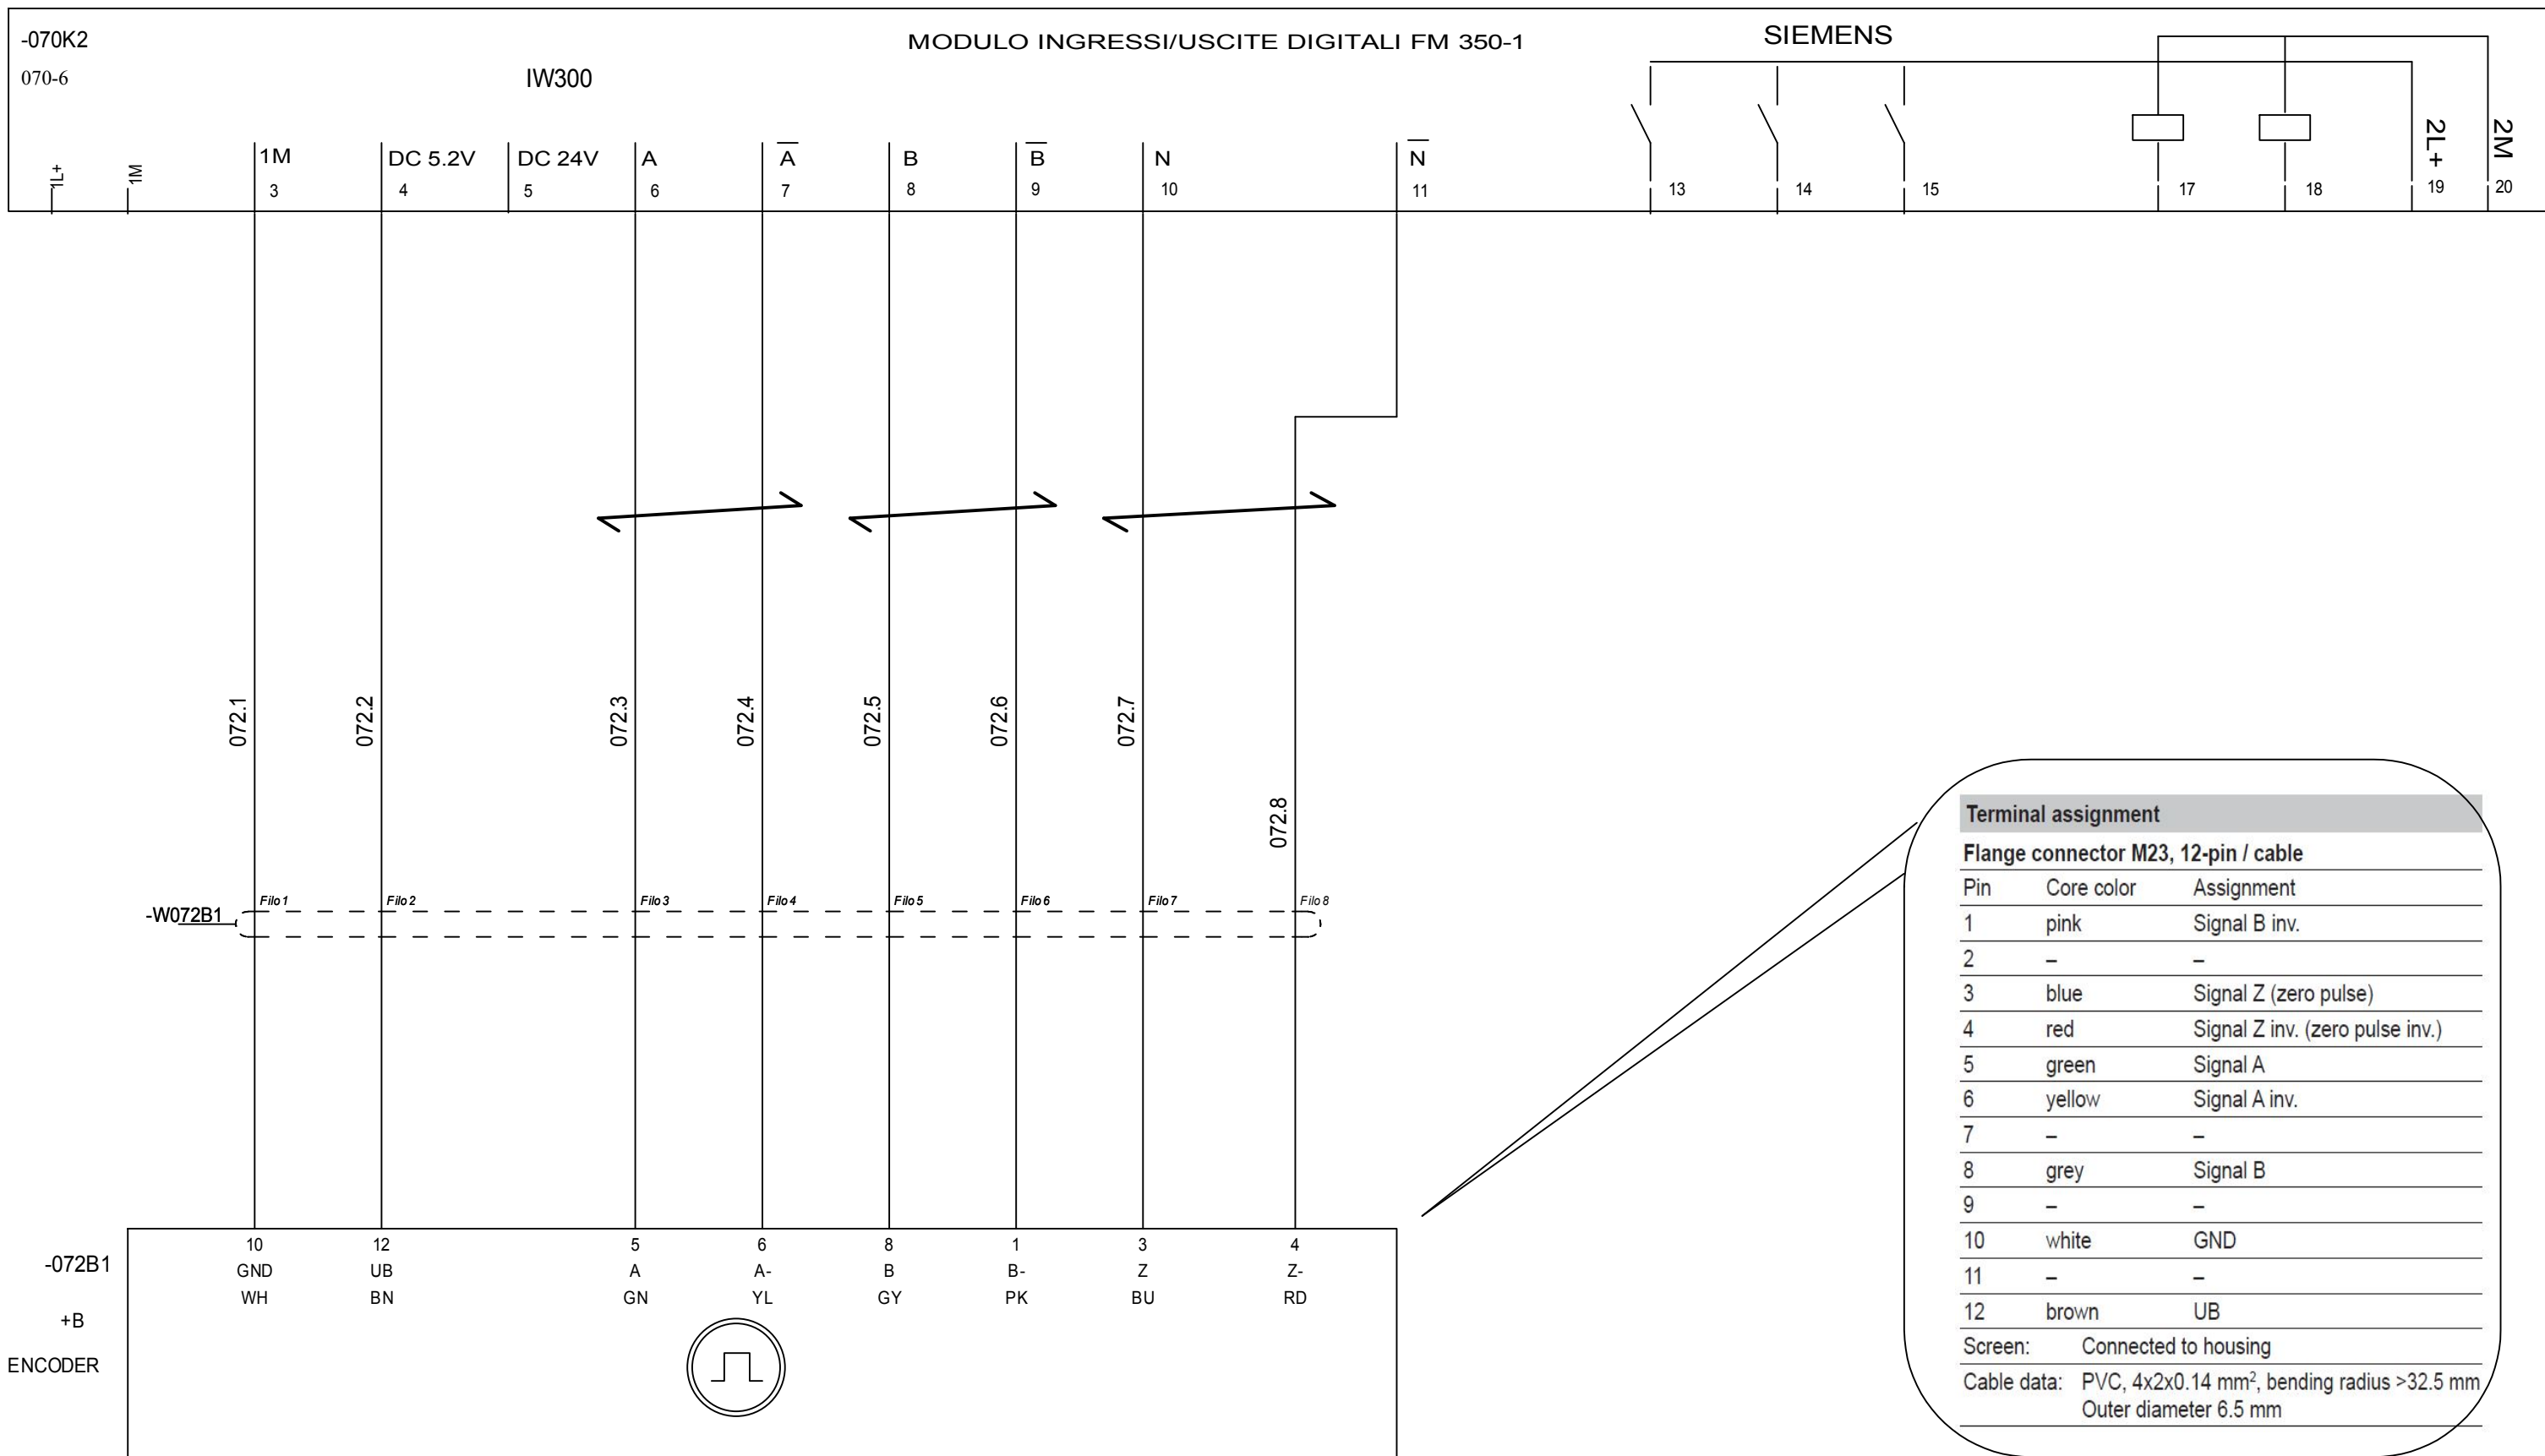 -070K2
MODULO INGRESSI/USCITE DIGITALI FM 350-1
SIEMENS
070-6
IW300
1L+
1M
1M
DC 5.2V
DC 24V
A
A̅
B
B̅
N
N̅
2L+
2M
3
4
5
6
7
8
9
10
11
13
14
15
17
18
19
20
072.1
072.2
072.3
072.4
072.5
072.6
072.7
072.8
-W072B1
Filo 1
Filo 2
Filo 3
Filo 4
Filo 5
Filo 6
Filo 7
Filo 8
-072B1
+B
ENCODER
10 12 5 6 8 1 3 4
GND UB A A- B B- Z Z-
WH BN GN YL GY PK BU RD
Terminal assignment
Flange connector M23, 12-pin / cable
Pin Core color Assignment
1 pink Signal B inv.
2 – –
3 blue Signal Z (zero pulse)
4 red Signal Z inv. (zero pulse inv.)
5 green Signal A
6 yellow Signal A inv.
7 – –
8 grey Signal B
9 – –
10 white GND
11 – –
12 brown UB
Screen: Connected to housing
Cable data: PVC, 4x2x0.14 mm², bending radius >32.5 mm
Outer diameter 6.5 mm